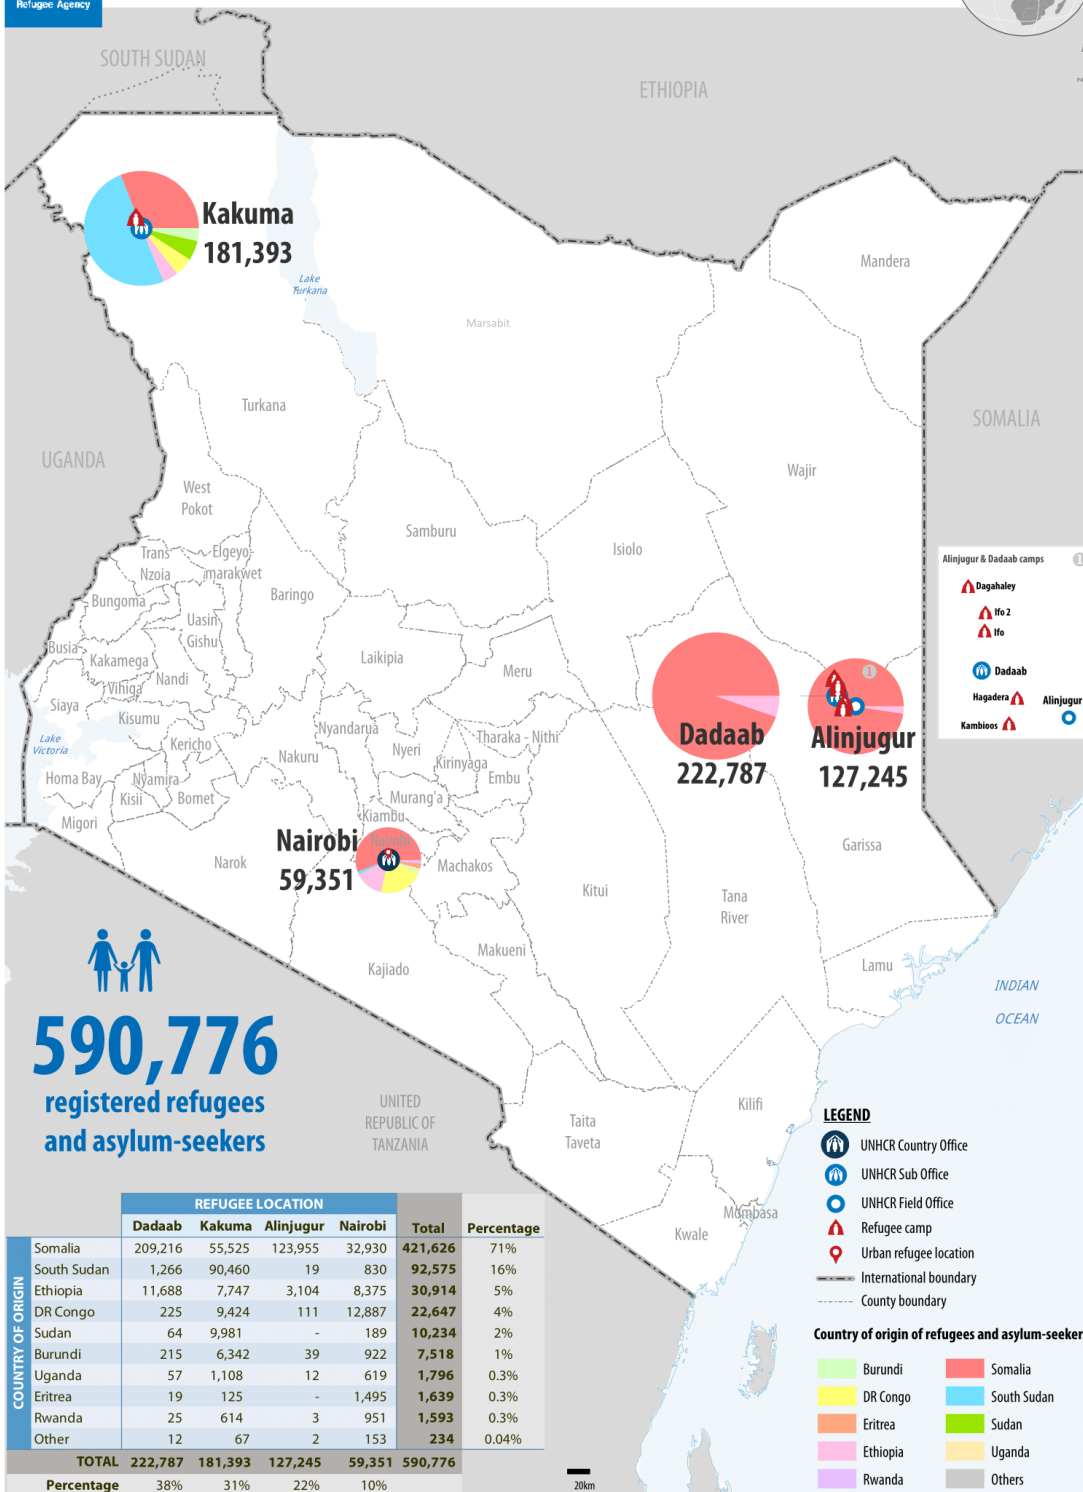 Refugee Agency
SOUTH SUDAN
ETHIOPIA
Kakuma
181,393
Mandera
Lake
Turkana
Marsabit
Turkana
SOMALIA
UGANDA
Wajir
West
Pokot
Samburu
Isiolo
Trans
Nzoia
Elgeyo-
marakwet
Baringo
Bungoma
Uasin
Gishu
Busia
Kakamega
Laikipia
Meru
Vihiga
Nandi
Siaya
Kisumu
Lake
Victoria
Nyandarua
Tharaka - Nithi
Kericho
Nakuru
Nyeri
Kirinyaga
Embu
Homa Bay
Nyamira
Kisii
Bomet
Murang'a
Kiambu
Migori
1
Dadaab
222,787
Alinjugur
127,245
Alinjugur & Dadaab camps
1
Dagahaley
Ifo 2
Ifo
Dadaab
Hagadera
Alinjugur
Kambioos
Nairobi
59,351
Nairobi
Narok
Machakos
Garissa
Kitui
Tana
River
Makueni
Kajiado
Lamu
INDIAN
OCEAN
590,776
registered refugees
and asylum-seekers
UNITED
REPUBLIC OF
TANZANIA
Taita
Taveta
Kilifi
Mombasa
Kwale
LEGEND
UNHCR Country Office
UNHCR Sub Office
UNHCR Field Office
Refugee camp
Urban refugee location
International boundary
County boundary
Country of origin of refugees and asylum-seeker
Burundi
Somalia
DR Congo
South Sudan
Eritrea
Sudan
Ethiopia
Uganda
Rwanda
Others
20km
REFUGEE LOCATION
Dadaab Kakuma Alinjugur Nairobi Total Percentage
COUNTRY OF ORIGIN
Somalia 209,216 55,525 123,955 32,930 421,626 71%
South Sudan 1,266 90,460 19 830 92,575 16%
Ethiopia 11,688 7,747 3,104 8,375 30,914 5%
DR Congo 225 9,424 111 12,887 22,647 4%
Sudan 64 9,981 - 189 10,234 2%
Burundi 215 6,342 39 922 7,518 1%
Uganda 57 1,108 12 619 1,796 0.3%
Eritrea 19 125 - 1,495 1,639 0.3%
Rwanda 25 614 3 951 1,593 0.3%
Other 12 67 2 153 234 0.04%
TOTAL 222,787 181,393 127,245 59,351 590,776
Percentage 38% 31% 22% 10%